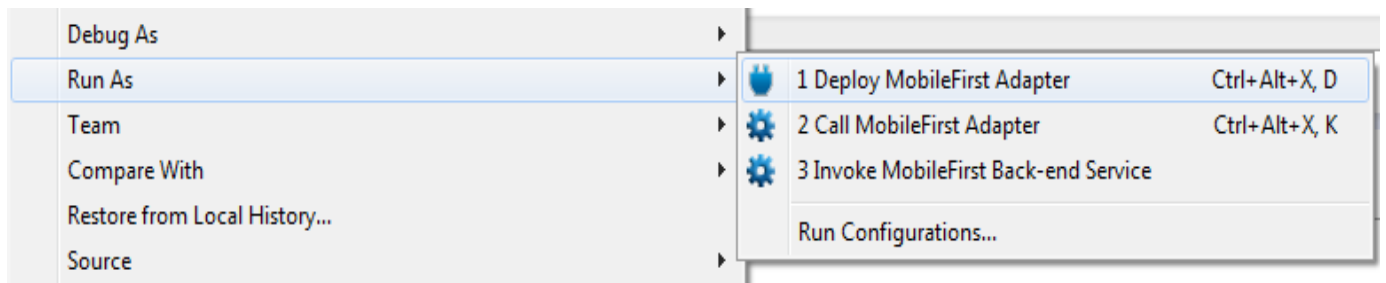 Debug As
Run As
Team
Compare With
Restore from Local History...
Source
1 Deploy MobileFirst Adapter Ctrl+Alt+X, D
2 Call MobileFirst Adapter Ctrl+Alt+X, K
3 Invoke MobileFirst Back-end Service
Run Configurations...